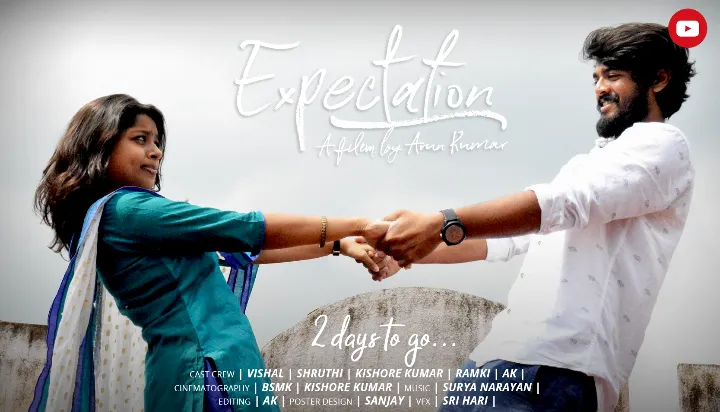 Expectation
A film by Arun Kumar
2 days to go...
CAST CREW | VISHAL | SHRUTHI | KISHORE KUMAR | RAMKI | AK |
CINEMATOGRAPHY | BSMK | KISHORE KUMAR | MUSIC | SURYA NARAYAN |
EDITING | AK | POSTER DESIGN | SANJAY | VFX | SRI HARI |